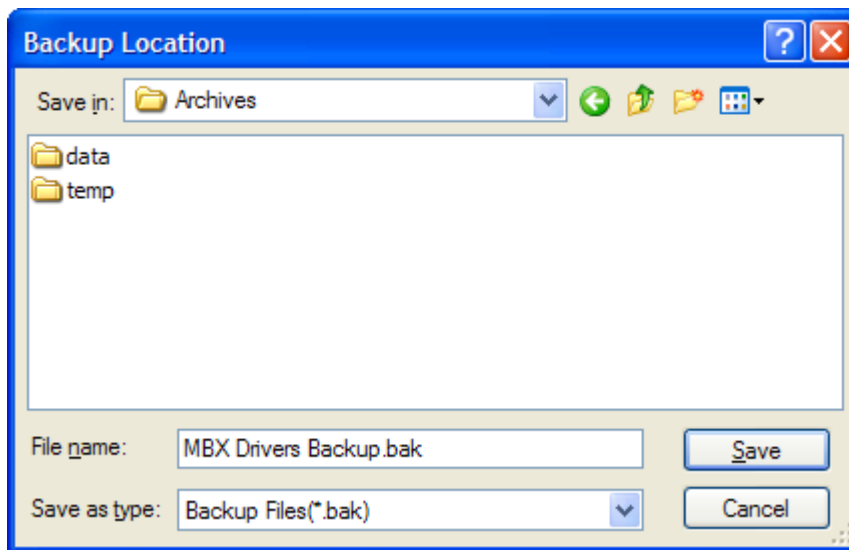 Backup Location
Save in: Archives
data
temp
File name: MBX Drivers Backup.bak Save
Save as type: Backup Files(*.bak) Cancel